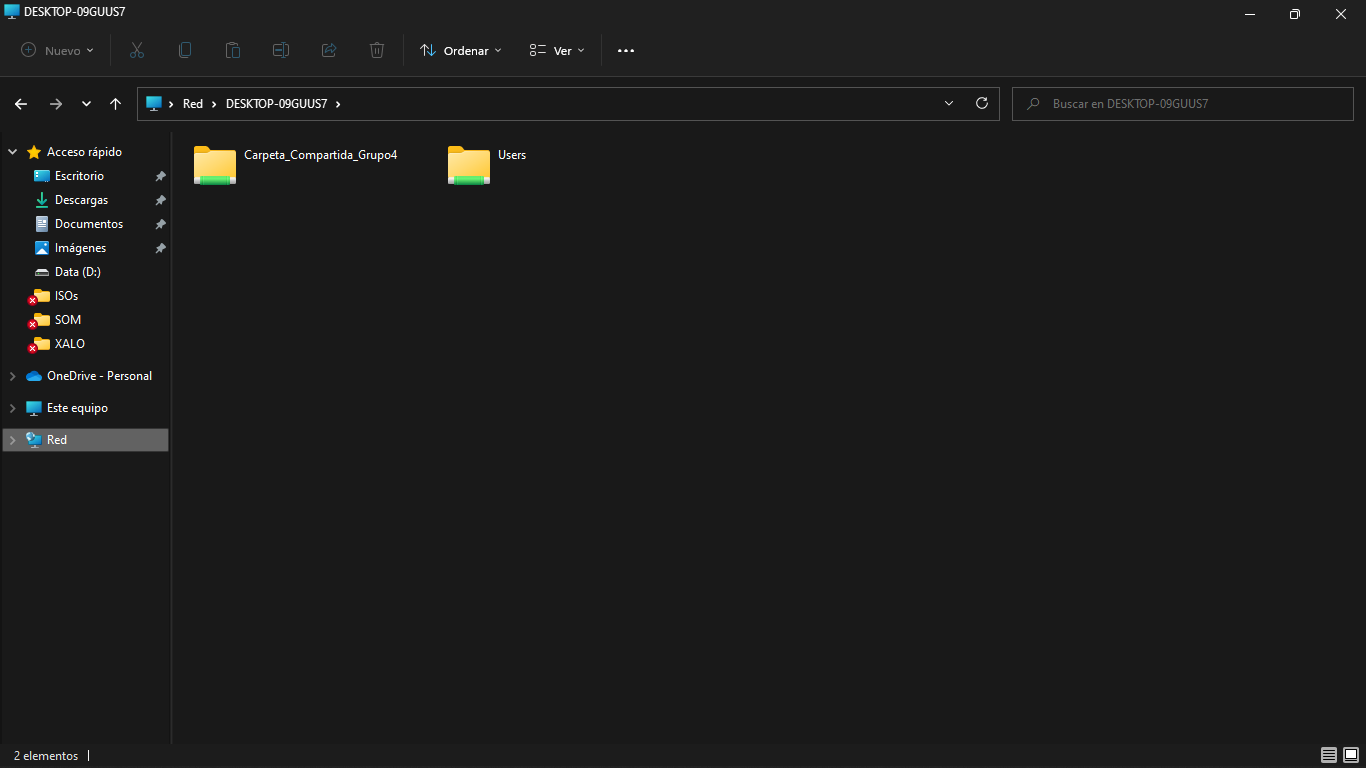 DESKTOP-09GUUS7
Nuevo
Ordenar
Ver
Red
DESKTOP-09GUUS7
Buscar en DESKTOP-09GUUS7
Acceso rápido
Escritorio
Descargas
Documentos
Imágenes
Data (D:)
ISOs
SOM
XALO
OneDrive - Personal
Este equipo
Red
Carpeta_Compartida_Grupo4
Users
2 elementos